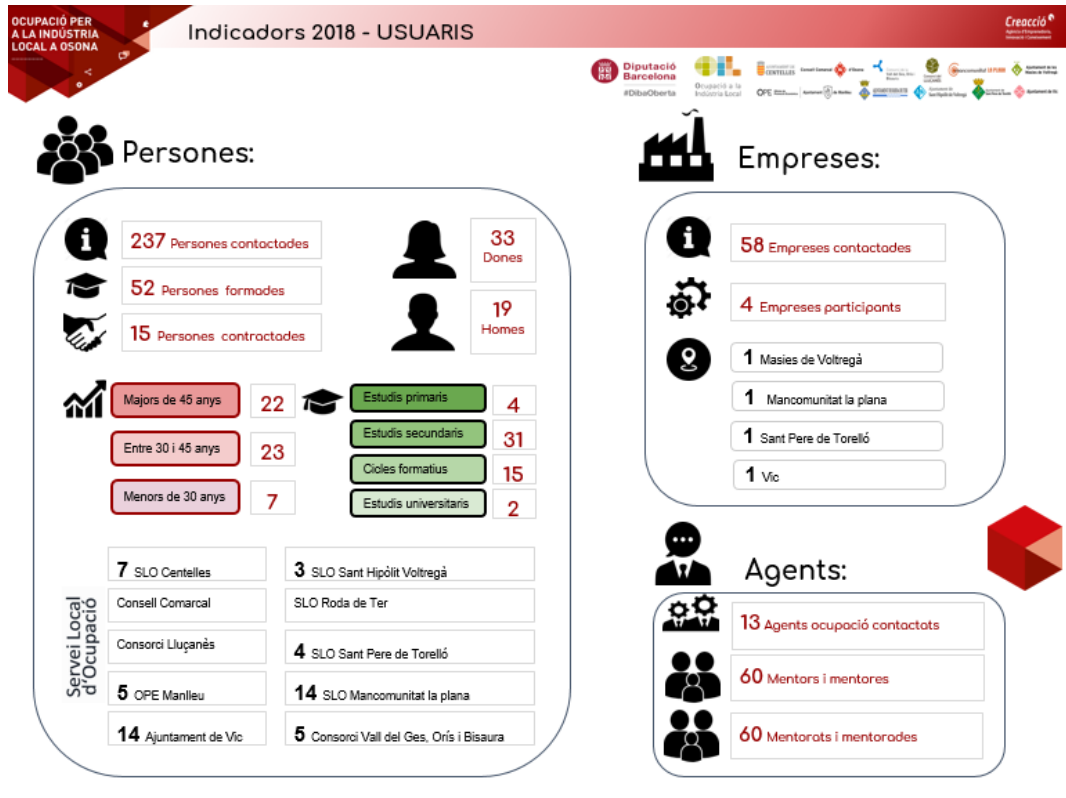 OCUPACIÓ PER
A LA INDÚSTRIA
LOCAL A OSONA
Indicadors 2018 - USUARIS
Creacció
Diputació
Barcelona
#DibaOberta
Ocupació a la
Indústria Local
CENTELLES
OPE
Persones:
237 Persones contactades
52 Persones formades
15 Persones contractades
33
Dones
19
Homes
Majors de 45 anys 22
Entre 30 i 45 anys 23
Menors de 30 anys 7
Estudis primaris 4
Estudis secundaris 31
Cicles formatius 15
Estudis universitaris 2
Servei Local
d'Ocupació
7 SLO Centelles
3 SLO Sant Hipòlit Voltregà
Consell Comarcal
SLO Roda de Ter
Consorci Lluçanès
4 SLO Sant Pere de Torelló
5 OPE Manlleu
14 SLO Mancomunitat la plana
14 Ajuntament de Vic
5 Consorci Vall del Ges, Orís i Bisaura
Empreses:
58 Empreses contactades
4 Empreses participants
1 Masies de Voltregà
1 Mancomunitat la plana
1 Sant Pere de Torelló
1 Vic
Agents:
13 Agents ocupació contactats
60 Mentors i mentores
60 Mentorats i mentorades